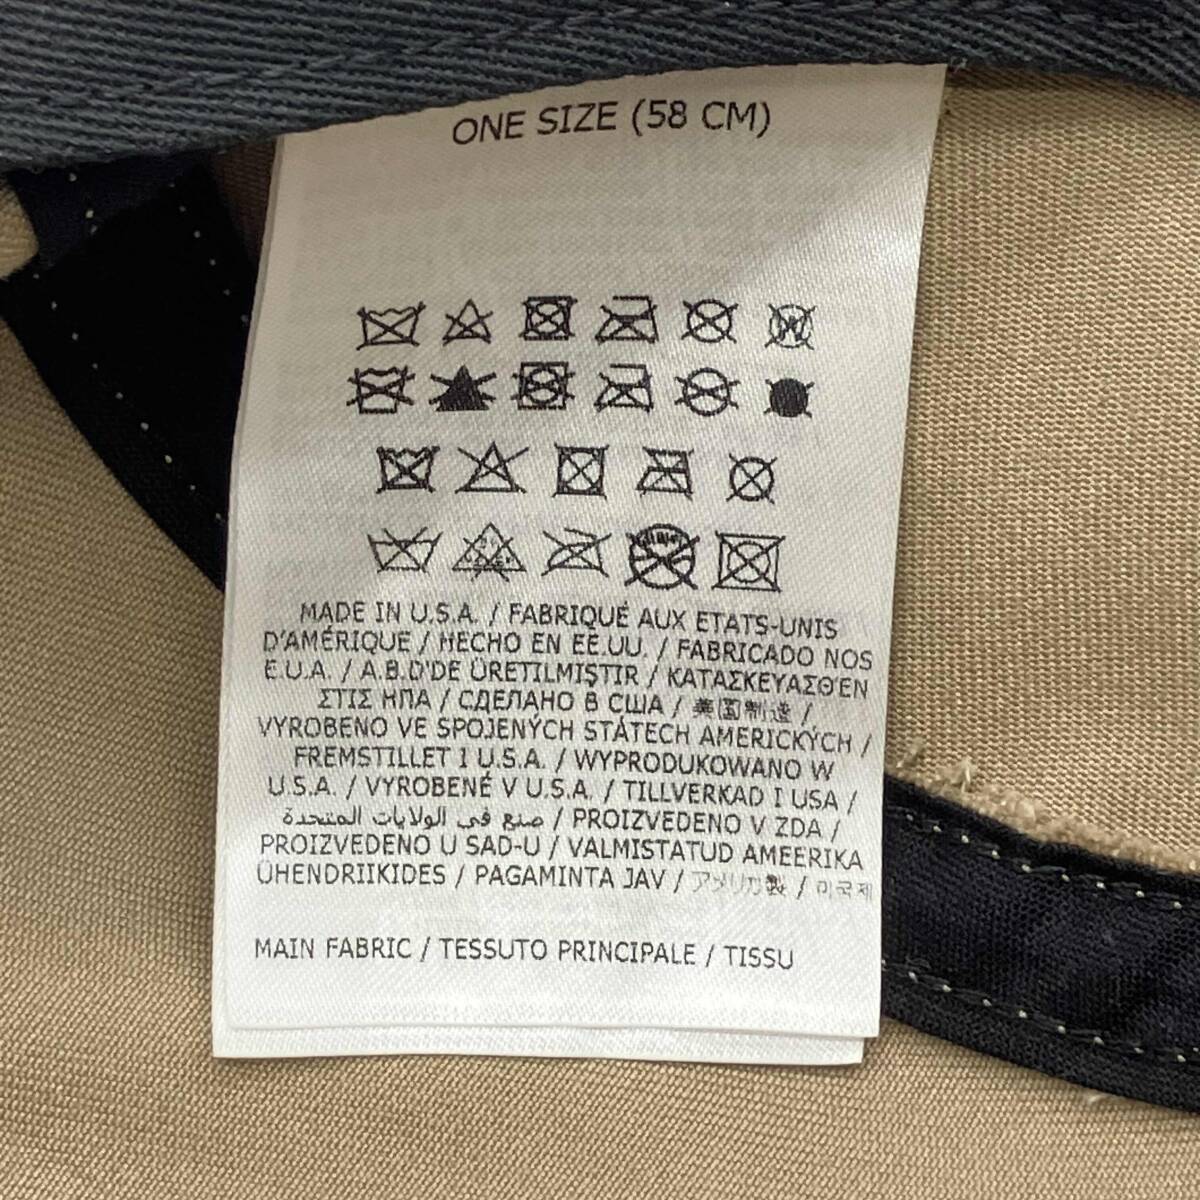 ONE SIZE (58 CM)
MADE IN U.S.A. / FABRIQUÉ AUX ETATS-UNIS
D'AMÉRIQUE / HECHO EN EE.UU. / FABRICADO NOS
E.U.A. / A.B.D'DE ÜRETILMIŞTIR / ΚΑΤΑΣΚΕΥΑΣΘΕΝ
ΣΤΙΣ ΗΠΑ / СДЕЛАНО В США / 美国制造 /
VYROBENO VE SPOJENÝCH STÁTECH AMERICKÝCH /
FREMSTILLET I U.S.A. / WYPRODUKOWANO W
U.S.A. / VYROBENÉ V U.S.A. / TILLVERKAD I USA /
صنع في الولايات المتحدة / PROIZVEDENO V ZDA /
PROIZVEDENO U SAD-U / VALMISTATUD AMEERIKA
ÜHENDRIIKIDES / PAGAMINTA JAV / アメリカ製 / 미국제
MAIN FABRIC / TESSUTO PRINCIPALE / TISSU